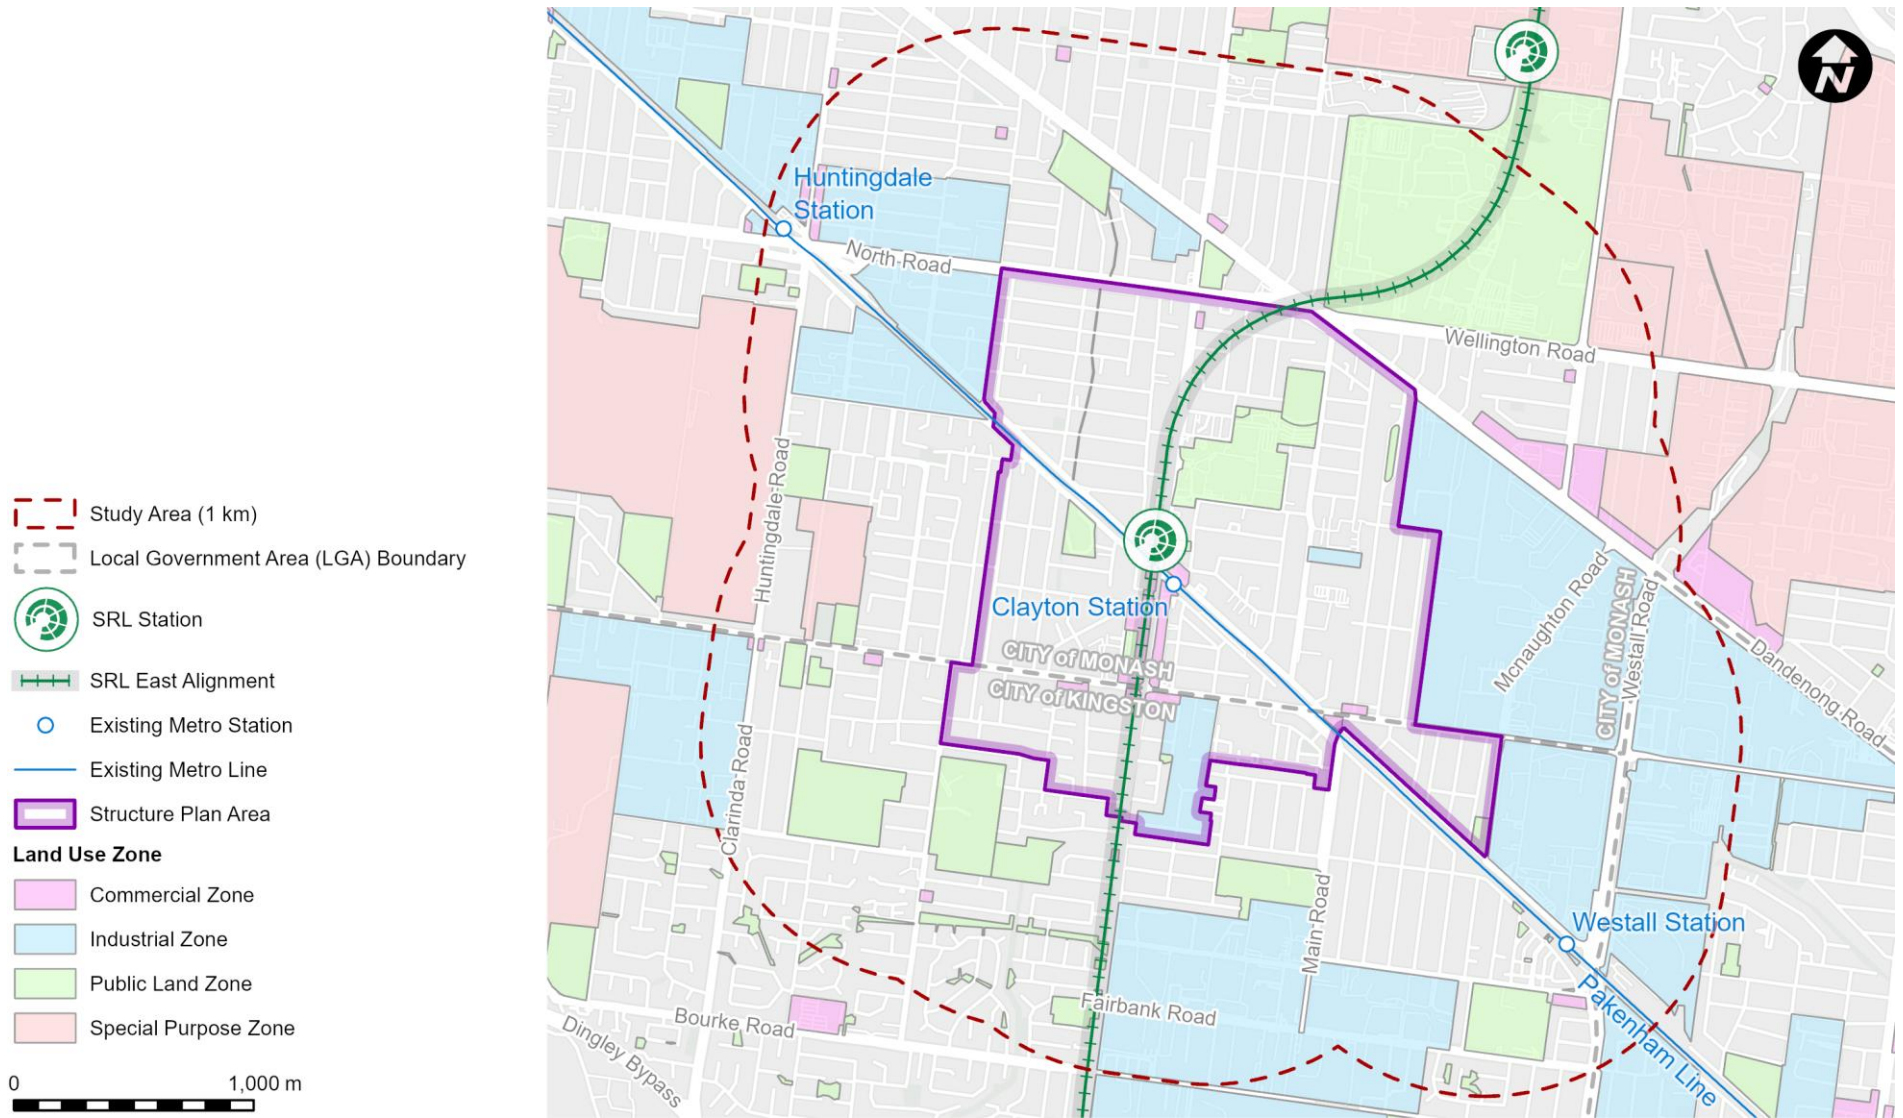 Study Area (1 km)
Local Government Area (LGA) Boundary
SRL Station
SRL East Alignment
Existing Metro Station
Existing Metro Line
Structure Plan Area
Land Use Zone
Commercial Zone
Industrial Zone
Public Land Zone
Special Purpose Zone
0 1,000 m
N
Huntingdale
Station
North Road
Wellington Road
Huntingdale Road
Clayton Station
CITY of MONASH
CITY of KINGSTON
Mcnaughton Road
CITY of MONASH
Westall Road
Dandenong Road
Clarinda Road
Main Road
Westall Station
Pakenham Line
Fairbank Road
Bourke Road
Dingley Bypass